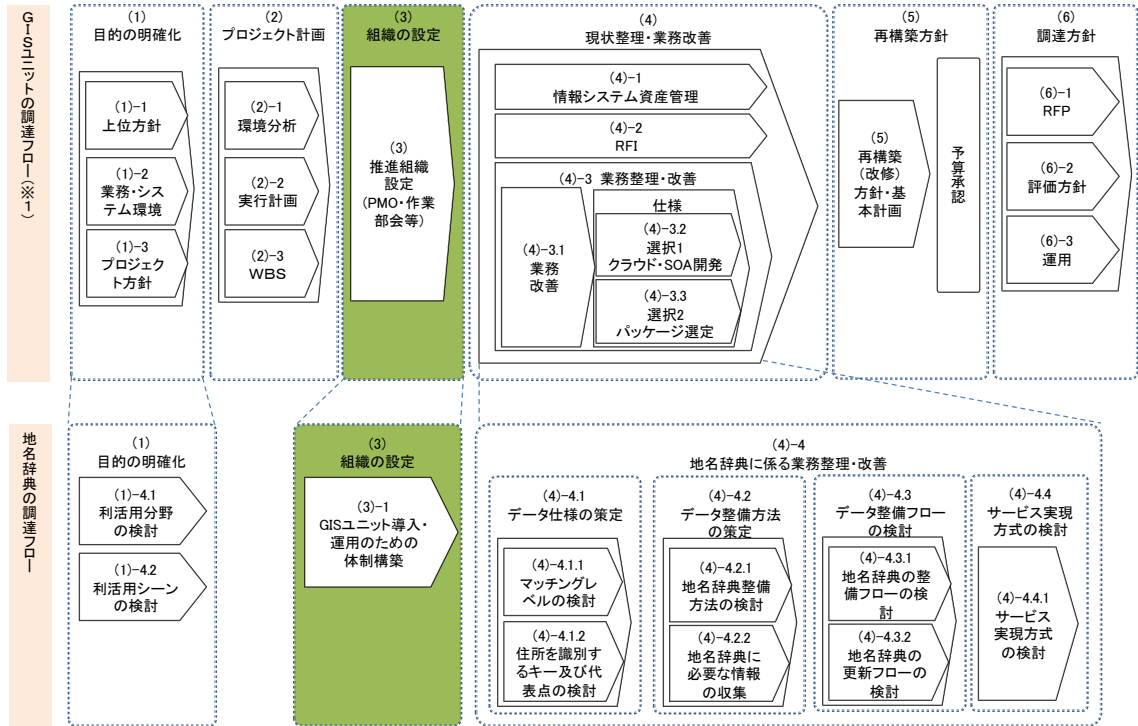 GISユニットの調達フロー(※1)
(1)
目的の明確化
(1)-1
上位方針
(1)-2
業務・シス
テム環境
(1)-3
プロジェク
ト方針
(2)
プロジェクト計画
(2)-1
環境分析
(2)-2
実行計画
(2)-3
WBS
(3)
組織の設定
(3)
推進組織
設定
(PMO・作業
部会等)
(4)
現状整理・業務改善
(4)-1
情報システム資産管理
(4)-2
RFI
(4)-3 業務整理・改善
(4)-3.1
業務
改善
仕様
(4)-3.2
選択1
クラウド・SOA開発
(4)-3.3
選択2
パッケージ選定
(5)
再構築方針
(5)
再構築
(改修)
方針・基
本計画
予算承認
(6)
調達方針
(6)-1
RFP
(6)-2
評価方針
(6)-3
運用
地名辞典の調達フロー
(1)
目的の明確化
(1)-4.1
利活用分野
の検討
(1)-4.2
利活用シーン
の検討
(3)
組織の設定
(3)-1
GISユニット導入・
運用のための
体制構築
(4)-4
地名辞典に係る業務整理・改善
(4)-4.1
データ仕様の策定
(4)-4.1.1
マッチングレ
ベルの検討
(4)-4.1.2
住所を識別す
るキー及び代
表点の検討
(4)-4.2
データ整備方法
の策定
(4)-4.2.1
地名辞典整備
方法の検討
(4)-4.2.2
地名辞典に
必要な情報
の収集
(4)-4.3
データ整備フロー
の検討
(4)-4.3.1
地名辞典の整
備フローの検
討
(4)-4.3.2
地名辞典の
更新フローの
検討
(4)-4.4
サービス実現
方式の検討
(4)-4.4.1
サービス
実現方式
の検討